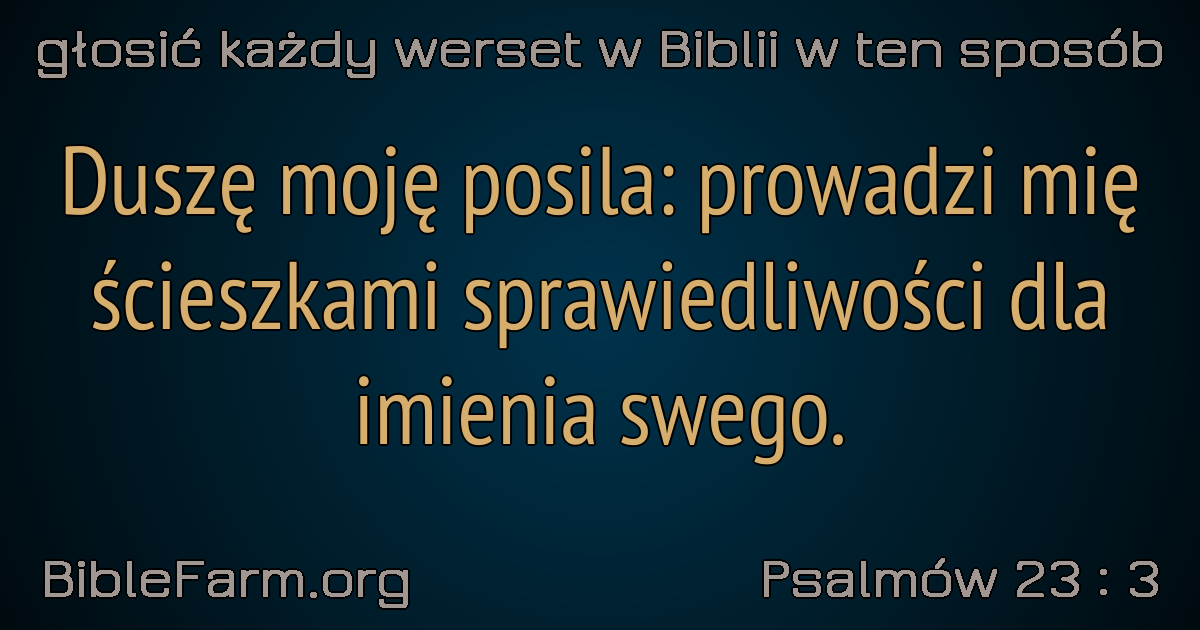 głosić każdy werset w Biblii w ten sposób
Duszę moję posila: prowadzi mię
ścieszkami sprawiedliwości dla
imienia swego.
BibleFarm.org
Psalmów 23 : 3